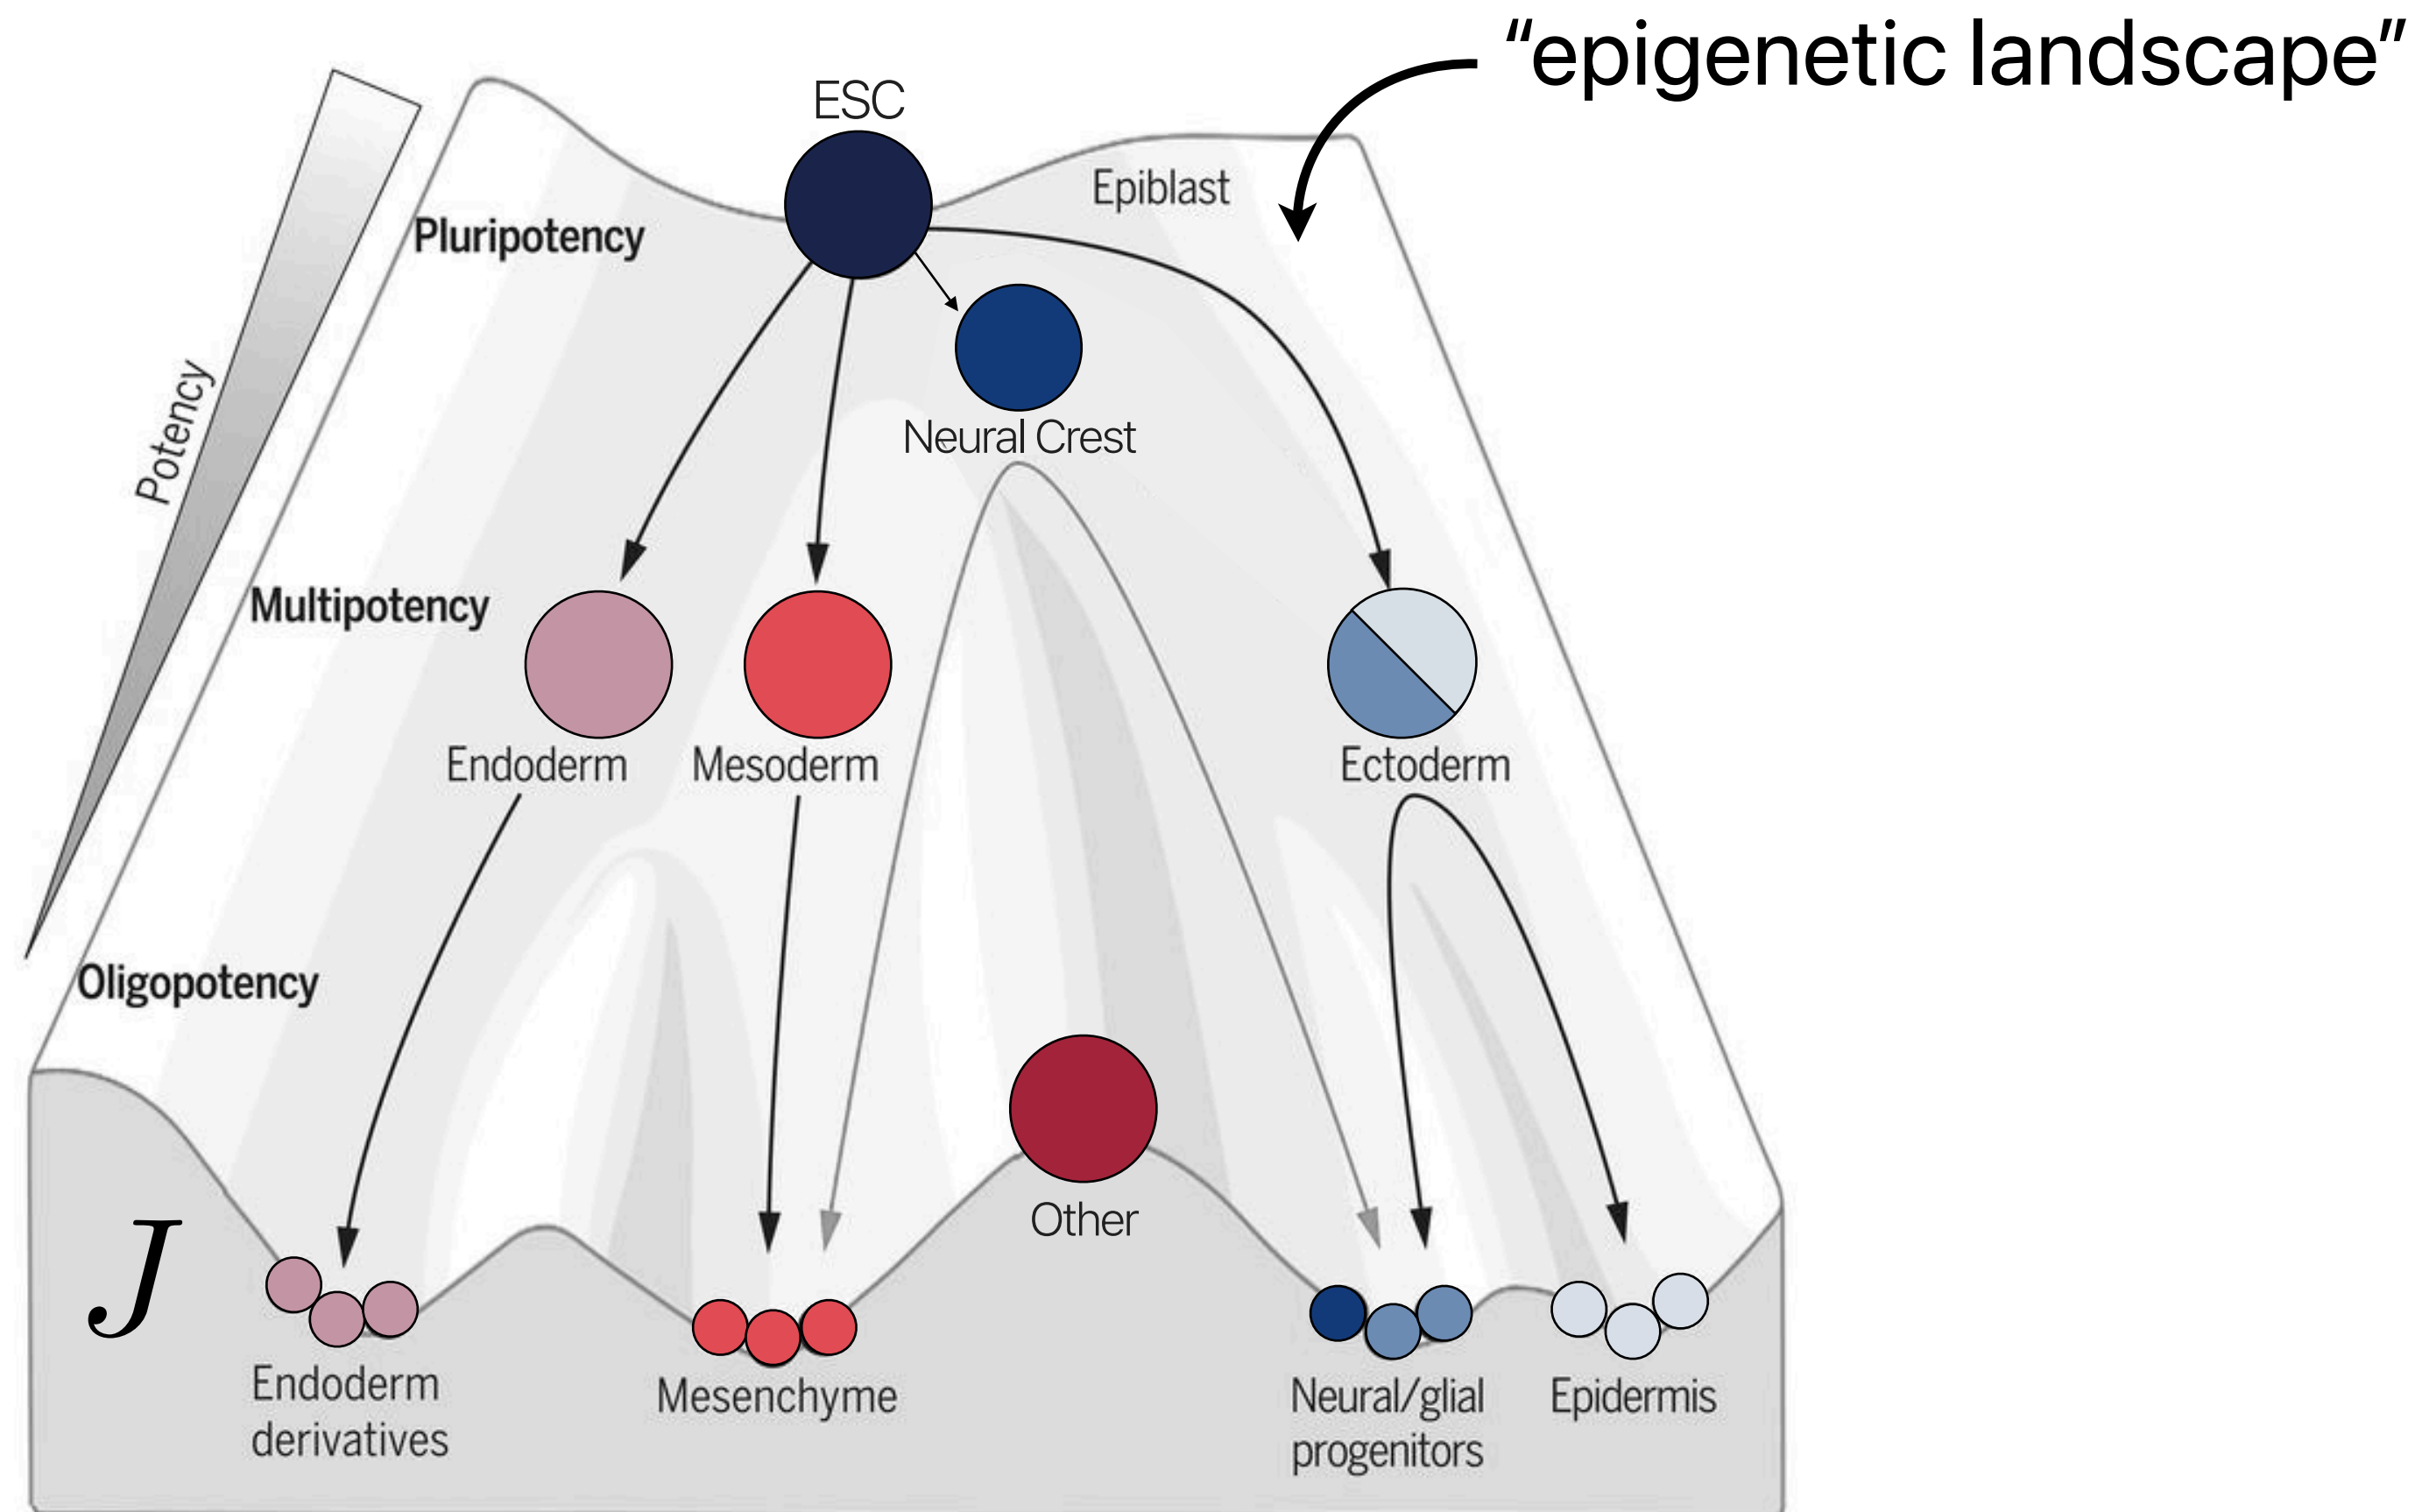 “epigenetic landscape”
ESC
Epiblast
Pluripotency
Neural Crest
Potency
Multipotency
Endoderm
Mesoderm
Ectoderm
Oligopotency
Other
J
Endoderm
derivatives
Mesenchyme
Neural/glial
progenitors
Epidermis